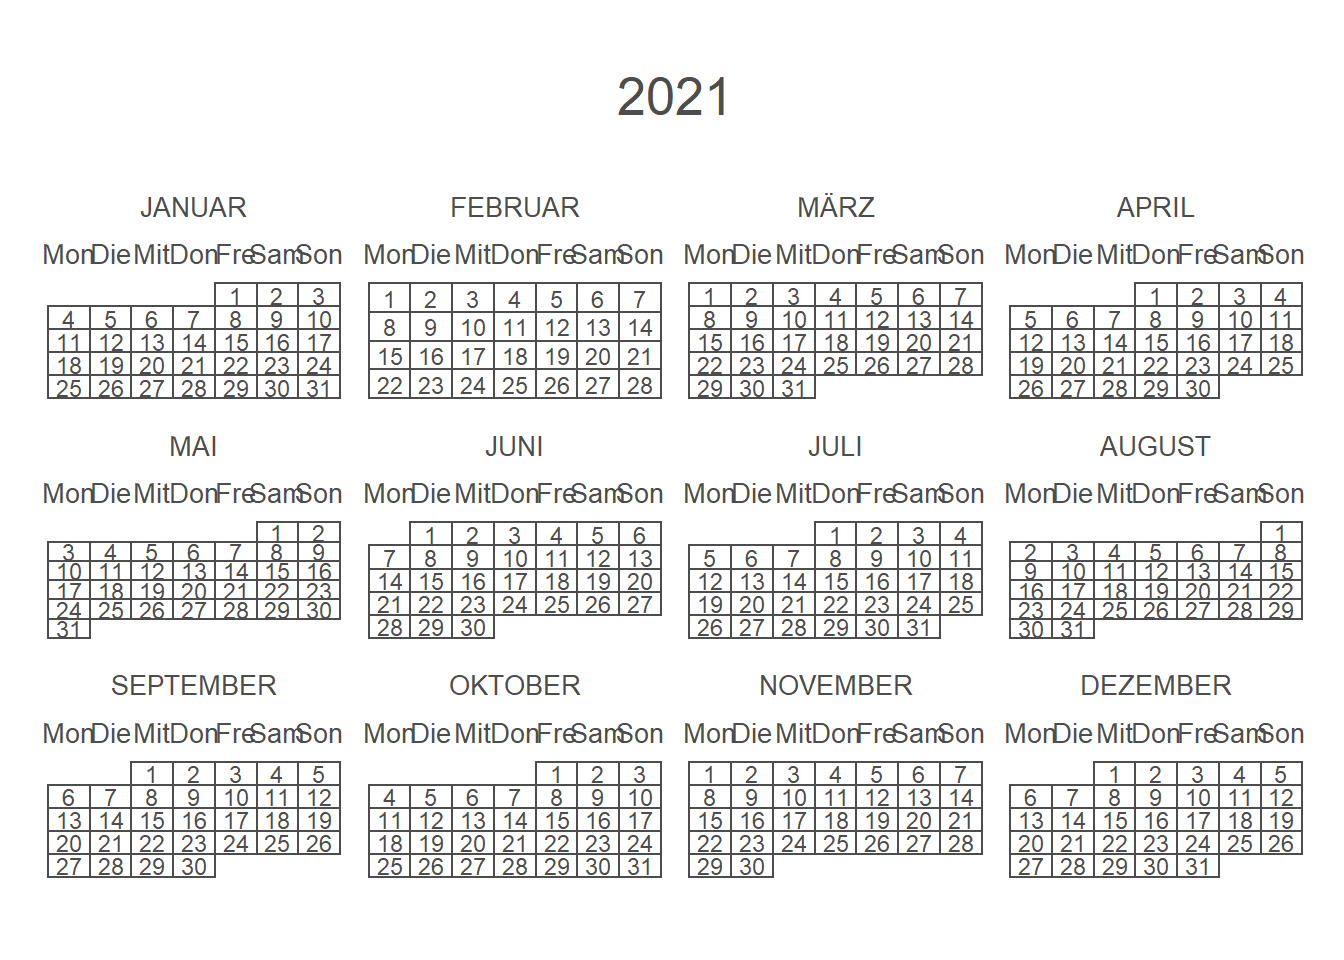 2021
JANUAR FEBRUAR MÄRZ APRIL
Mon Die Mit Don Fre Sam Son Mon Die Mit Don Fre Sam Son Mon Die Mit Don Fre Sam Son Mon Die Mit Don Fre Sam Son
1 2 3 1 2 3 4 5 6 7 1 2 3 4 5 6 7 1 2 3 4
4 5 6 7 8 9 10 8 9 10 11 12 13 14 8 9 10 11 12 13 14 5 6 7 8 9 10 11
11 12 13 14 15 16 17 15 16 17 18 19 20 21 15 16 17 18 19 20 21 12 13 14 15 16 17 18
18 19 20 21 22 23 24 22 23 24 25 26 27 28 22 23 24 25 26 27 28 19 20 21 22 23 24 25
25 26 27 28 29 30 31 29 30 31 26 27 28 29 30
MAI JUNI JULI AUGUST
Mon Die Mit Don Fre Sam Son Mon Die Mit Don Fre Sam Son Mon Die Mit Don Fre Sam Son Mon Die Mit Don Fre Sam Son
1 2 1 2 3 4 5 6 1 2 3 4 1
3 4 5 6 7 8 9 7 8 9 10 11 12 13 5 6 7 8 9 10 11 2 3 4 5 6 7 8
10 11 12 13 14 15 16 14 15 16 17 18 19 20 12 13 14 15 16 17 18 9 10 11 12 13 14 15
17 18 19 20 21 22 23 21 22 23 24 25 26 27 19 20 21 22 23 24 25 16 17 18 19 20 21 22
24 25 26 27 28 29 30 28 29 30 26 27 28 29 30 31 23 24 25 26 27 28 29
31 30 31
SEPTEMBER OKTOBER NOVEMBER DEZEMBER
Mon Die Mit Don Fre Sam Son Mon Die Mit Don Fre Sam Son Mon Die Mit Don Fre Sam Son Mon Die Mit Don Fre Sam Son
1 2 3 4 5 1 2 3 1 2 3 4 5 6 7 1 2 3 4 5
6 7 8 9 10 11 12 4 5 6 7 8 9 10 8 9 10 11 12 13 14 6 7 8 9 10 11 12
13 14 15 16 17 18 19 11 12 13 14 15 16 17 15 16 17 18 19 20 21 13 14 15 16 17 18 19
20 21 22 23 24 25 26 18 19 20 21 22 23 24 22 23 24 25 26 27 28 20 21 22 23 24 25 26
27 28 29 30 25 26 27 28 29 30 31 29 30 27 28 29 30 31